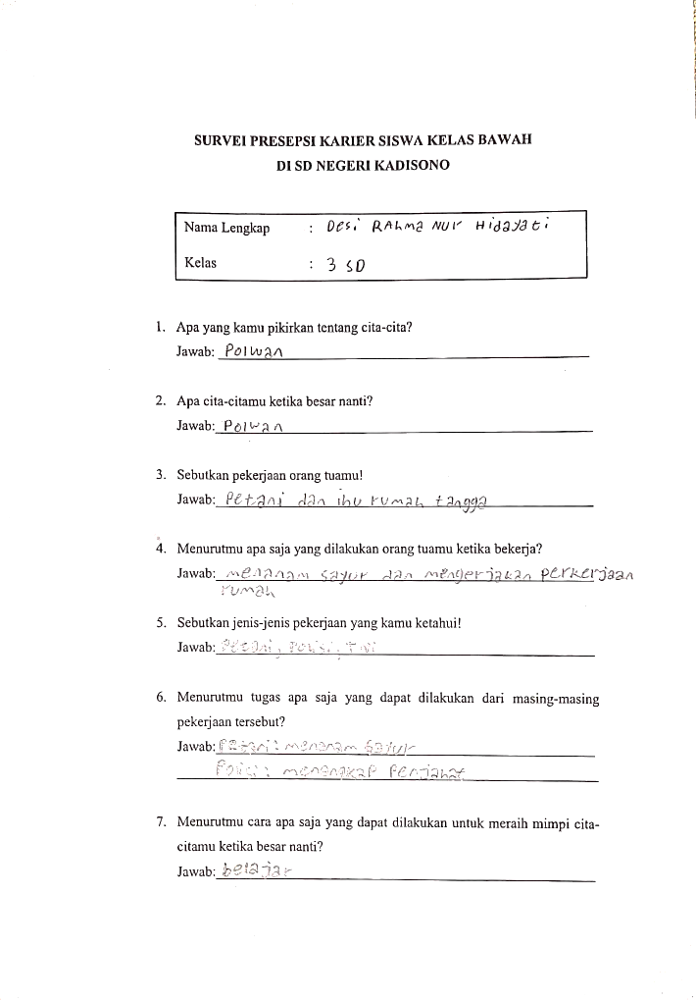 SURVEI PRESEPSI KARIER SISWA KELAS BAWAH
DI SD NEGERI KADISONO
Nama Lengkap : Desi RAhma NUr Hidayati
Kelas : 3 SD
1. Apa yang kamu pikirkan tentang cita-cita?
Jawab: Polwan
2. Apa cita-citamu ketika besar nanti?
Jawab: Polwan
3. Sebutkan pekerjaan orang tuamu!
Jawab: Petani dan ibu rumah tangga
4. Menurutmu apa saja yang dilakukan orang tuamu ketika bekerja?
Jawab: menanam sayur dan mengerjakan perkerjaan
rumah
5. Sebutkan jenis-jenis pekerjaan yang kamu ketahui!
Jawab: Petani, Polisi,
6. Menurutmu tugas apa saja yang dapat dilakukan dari masing-masing
pekerjaan tersebut?
Jawab: Petani: menanam sayur
Polisi: menangkap Penjahat
7. Menurutmu cara apa saja yang dapat dilakukan untuk meraih mimpi cita-
citamu ketika besar nanti?
Jawab: belajar